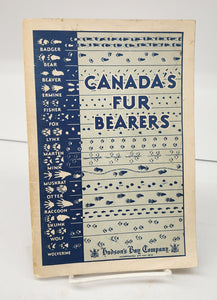 BADGER
BEAR
BEAVER
ERMINE
FISHER
FOX
LYNX
MARTEN
MINK
MUSKRAT
OTTER
RACCOON
SKUNK
WOLF
WOLVERINE
CANADA'S
FUR
BEARERS
Hudson's Bay Company.